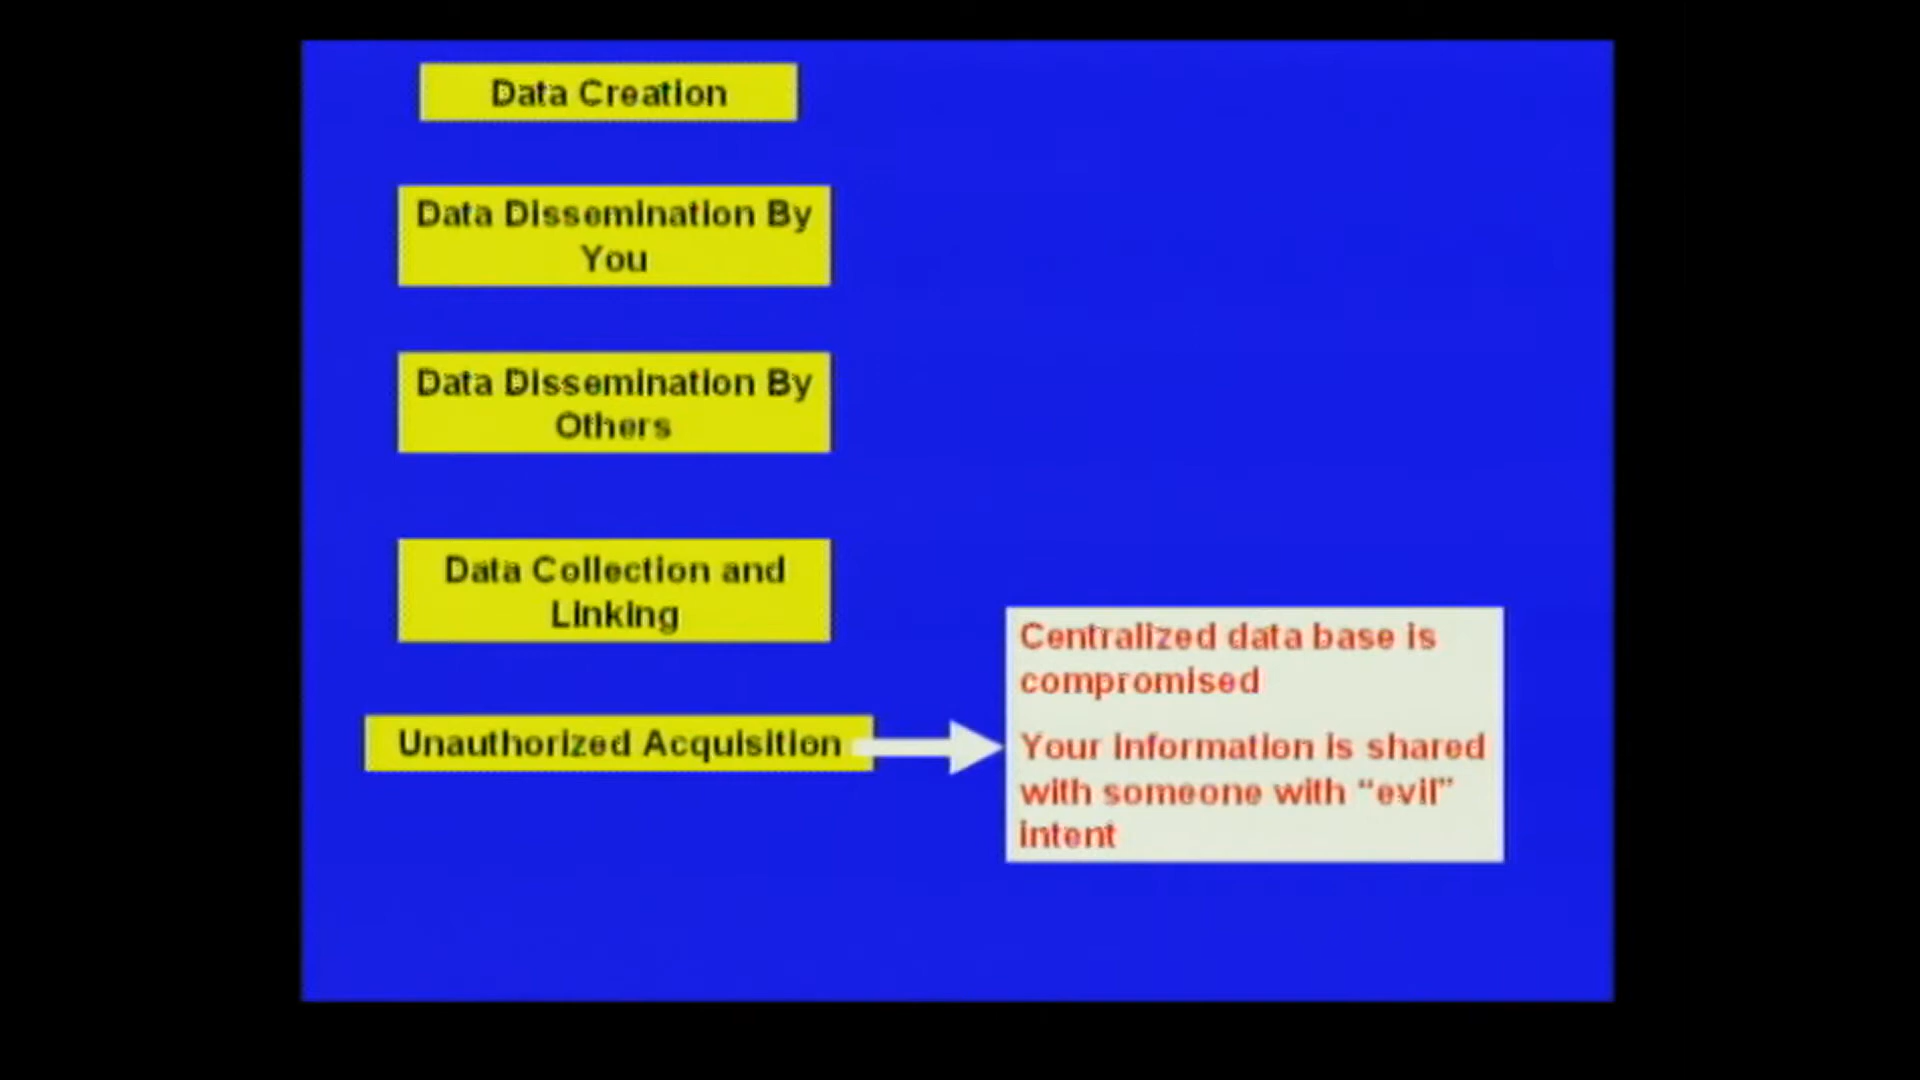 Data Creation
Data Dissemination By
You
Data Dissemination By
Others
Data Collection and
Linking
Unauthorized Acquisition
Centralized data base is
compromised
Your information is shared
with someone with “evil”
intent